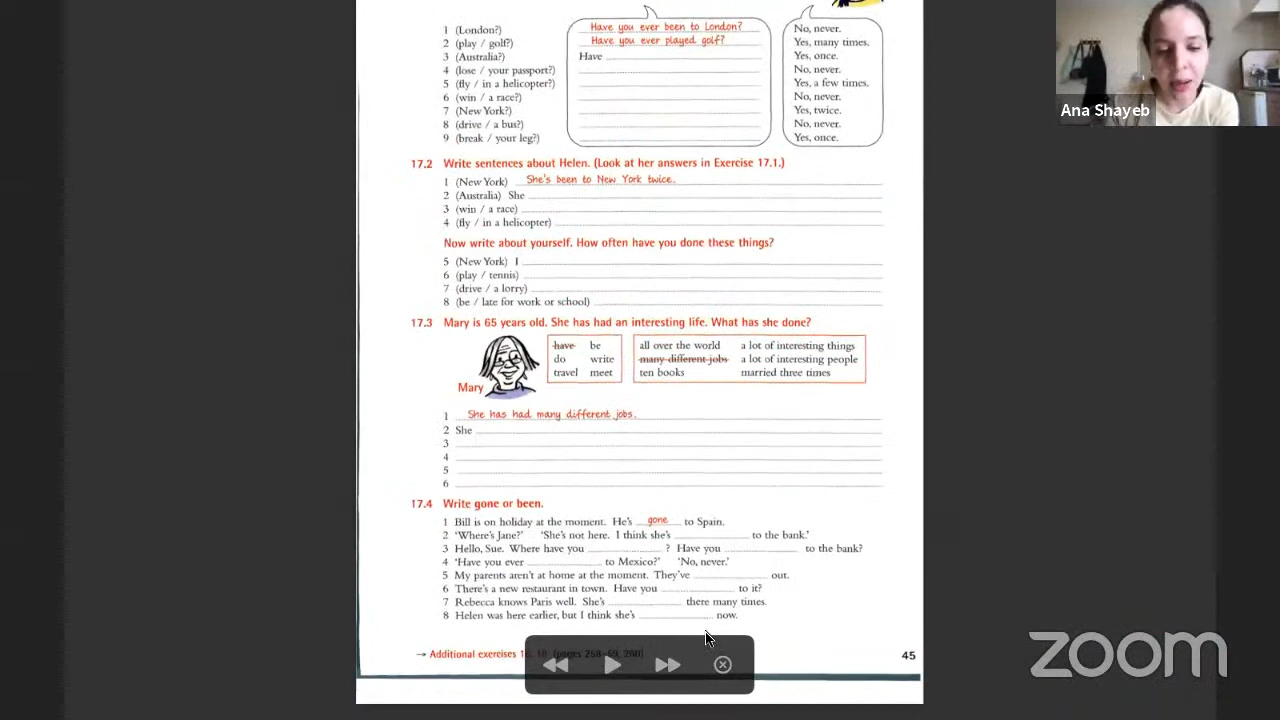 1 (London?) Have you ever been to London? No, never.
2 (play / golf?) Have you ever played golf? Yes, many times.
3 (Australia?) Have Yes, once.
4 (lose / your passport?) No, never.
5 (fly / in a helicopter?) Yes, a few times.
6 (win / a race?) No, never.
7 (New York?) Yes, twice.
8 (drive / a bus?) No, never.
9 (break / your leg?) Yes, once.
Ana Shayeb
17.2 Write sentences about Helen. (Look at her answers in Exercise 17.1.)
1 (New York) She's been to New York twice.
2 (Australia) She
3 (win / a race)
4 (fly / in a helicopter)
Now write about yourself. How often have you done these things?
5 (New York) I
6 (play / tennis)
7 (drive / a lorry)
8 (be / late for work or school)
17.3 Mary is 65 years old. She has had an interesting life. What has she done?
have be all over the world a lot of interesting things
do write many different jobs a lot of interesting people
travel meet ten books married three times
Mary
1 She has had many different jobs.
2 She
3
4
5
6
17.4 Write gone or been.
1 Bill is on holiday at the moment. He's gone to Spain.
2 'Where's Jane?' 'She's not here. I think she's to the bank.'
3 Hello, Sue. Where have you ? Have you to the bank?
4 'Have you ever to Mexico?' 'No, never.'
5 My parents aren't at home at the moment. They've out.
6 There's a new restaurant in town. Have you to it?
7 Rebecca knows Paris well. She's there many times.
8 Helen was here earlier, but I think she's now.
→ Additional exercises (pages 45
zoom